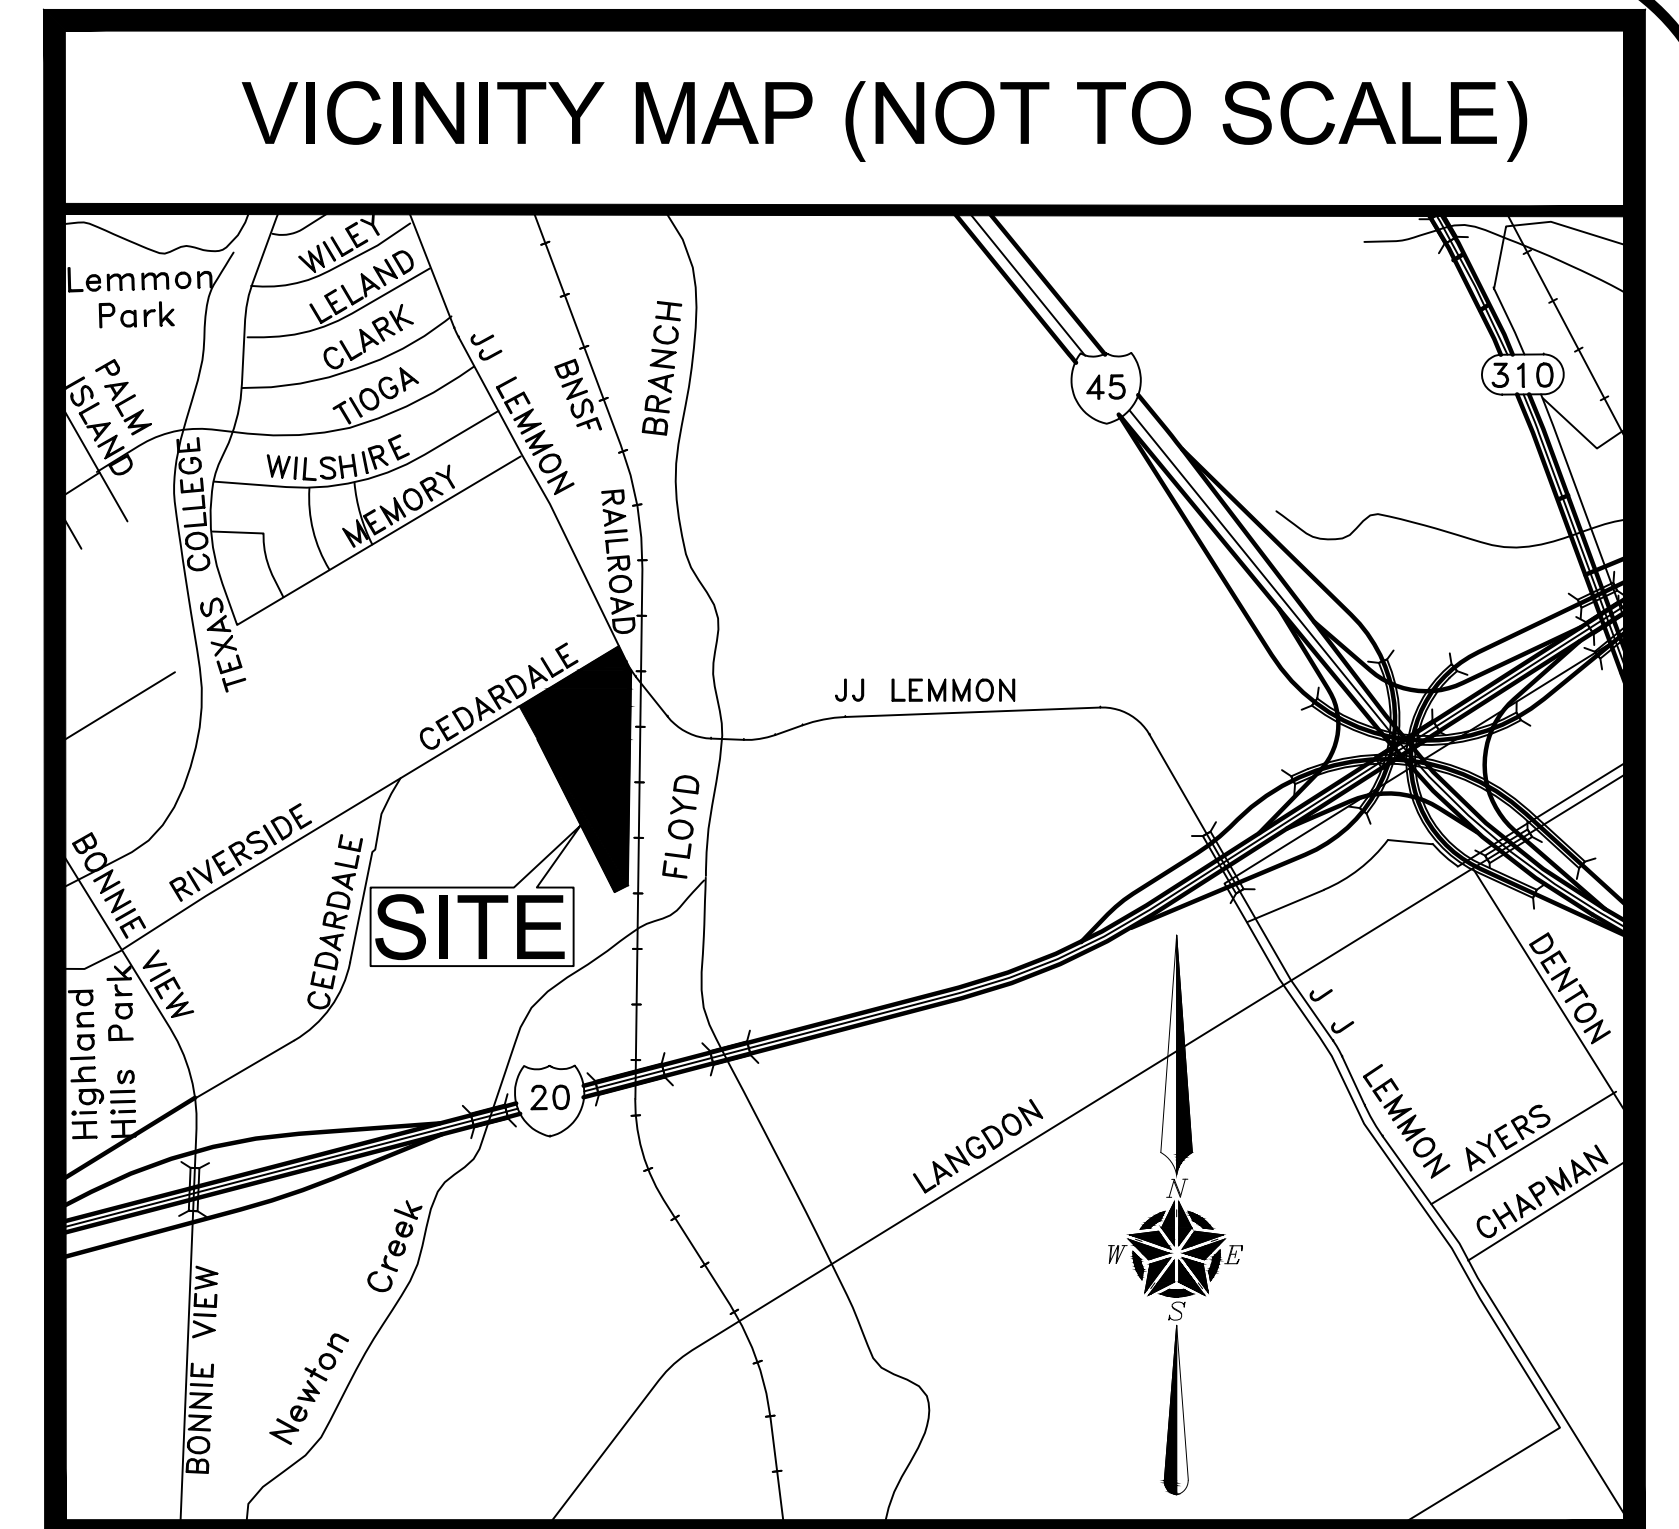 VICINITY MAP (NOT TO SCALE)
WILEY
LELAND
CLARK
TIOGA
WILSHIRE
MEMORY
Lemmon
Park
PALM
ISLAND
TEXAS COLLEGE
JJ LEMMON
BNSF RAILROAD
FLOYD BRANCH
45
310
CEDARDALE
JJ LEMMON
RIVERSIDE
BONNIE VIEW
CEDARDALE
SITE
Highland
Hills Park
20
LANGDON
J J LEMMON
DENTON
AYERS
CHAPMAN
N
W
E
S
Newton Creek
BONNIE VIEW